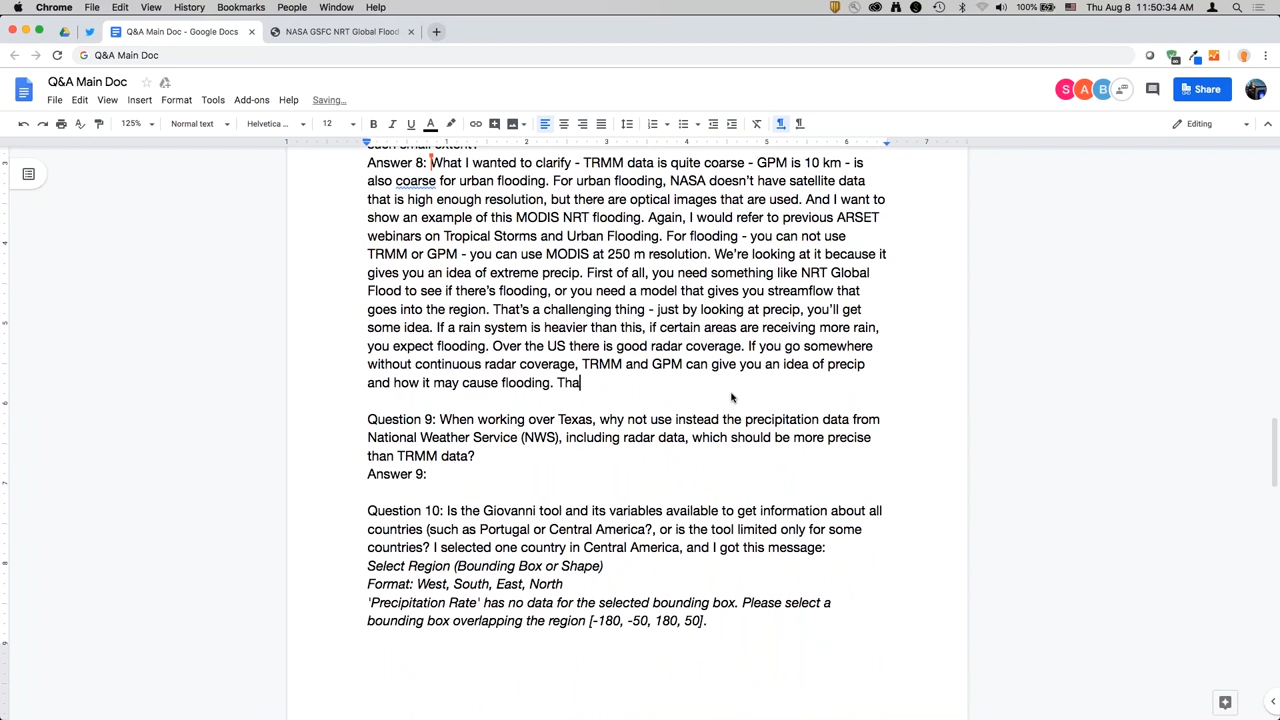 Chrome File Edit View History Bookmarks People Window Help 100% Thu Aug 8 11:50:34 AM
Q&A Main Doc - Google Docs NASA GSFC NRT Global Flood
Q&A Main Doc
Q&A Main Doc
S A B Share
File Edit View Insert Format Tools Add-ons Help Saving...
125% Normal text Helvetica ... 12 B I U A Editing
1 1 2 3 4 5 6 7
Answer 8: What I wanted to clarify - TRMM data is quite coarse - GPM is 10 km - is
also coarse for urban flooding. For urban flooding, NASA doesn't have satellite data
that is high enough resolution, but there are optical images that are used. And I want to
show an example of this MODIS NRT flooding. Again, I would refer to previous ARSET
webinars on Tropical Storms and Urban Flooding. For flooding - you can not use
TRMM or GPM - you can use MODIS at 250 m resolution. We're looking at it because it
gives you an idea of extreme precip. First of all, you need something like NRT Global
Flood to see if there's flooding, or you need a model that gives you streamflow that
goes into the region. That's a challenging thing - just by looking at precip, you'll get
some idea. If a rain system is heavier than this, if certain areas are receiving more rain,
you expect flooding. Over the US there is good radar coverage. If you go somewhere
without continuous radar coverage, TRMM and GPM can give you an idea of precip
and how it may cause flooding. Tha
Question 9: When working over Texas, why not use instead the precipitation data from
National Weather Service (NWS), including radar data, which should be more precise
than TRMM data?
Answer 9:
Question 10: Is the Giovanni tool and its variables available to get information about all
countries (such as Portugal or Central America?, or is the tool limited only for some
countries? I selected one country in Central America, and I got this message:
Select Region (Bounding Box or Shape)
Format: West, South, East, North
'Precipitation Rate' has no data for the selected bounding box. Please select a
bounding box overlapping the region [-180, -50, 180, 50].